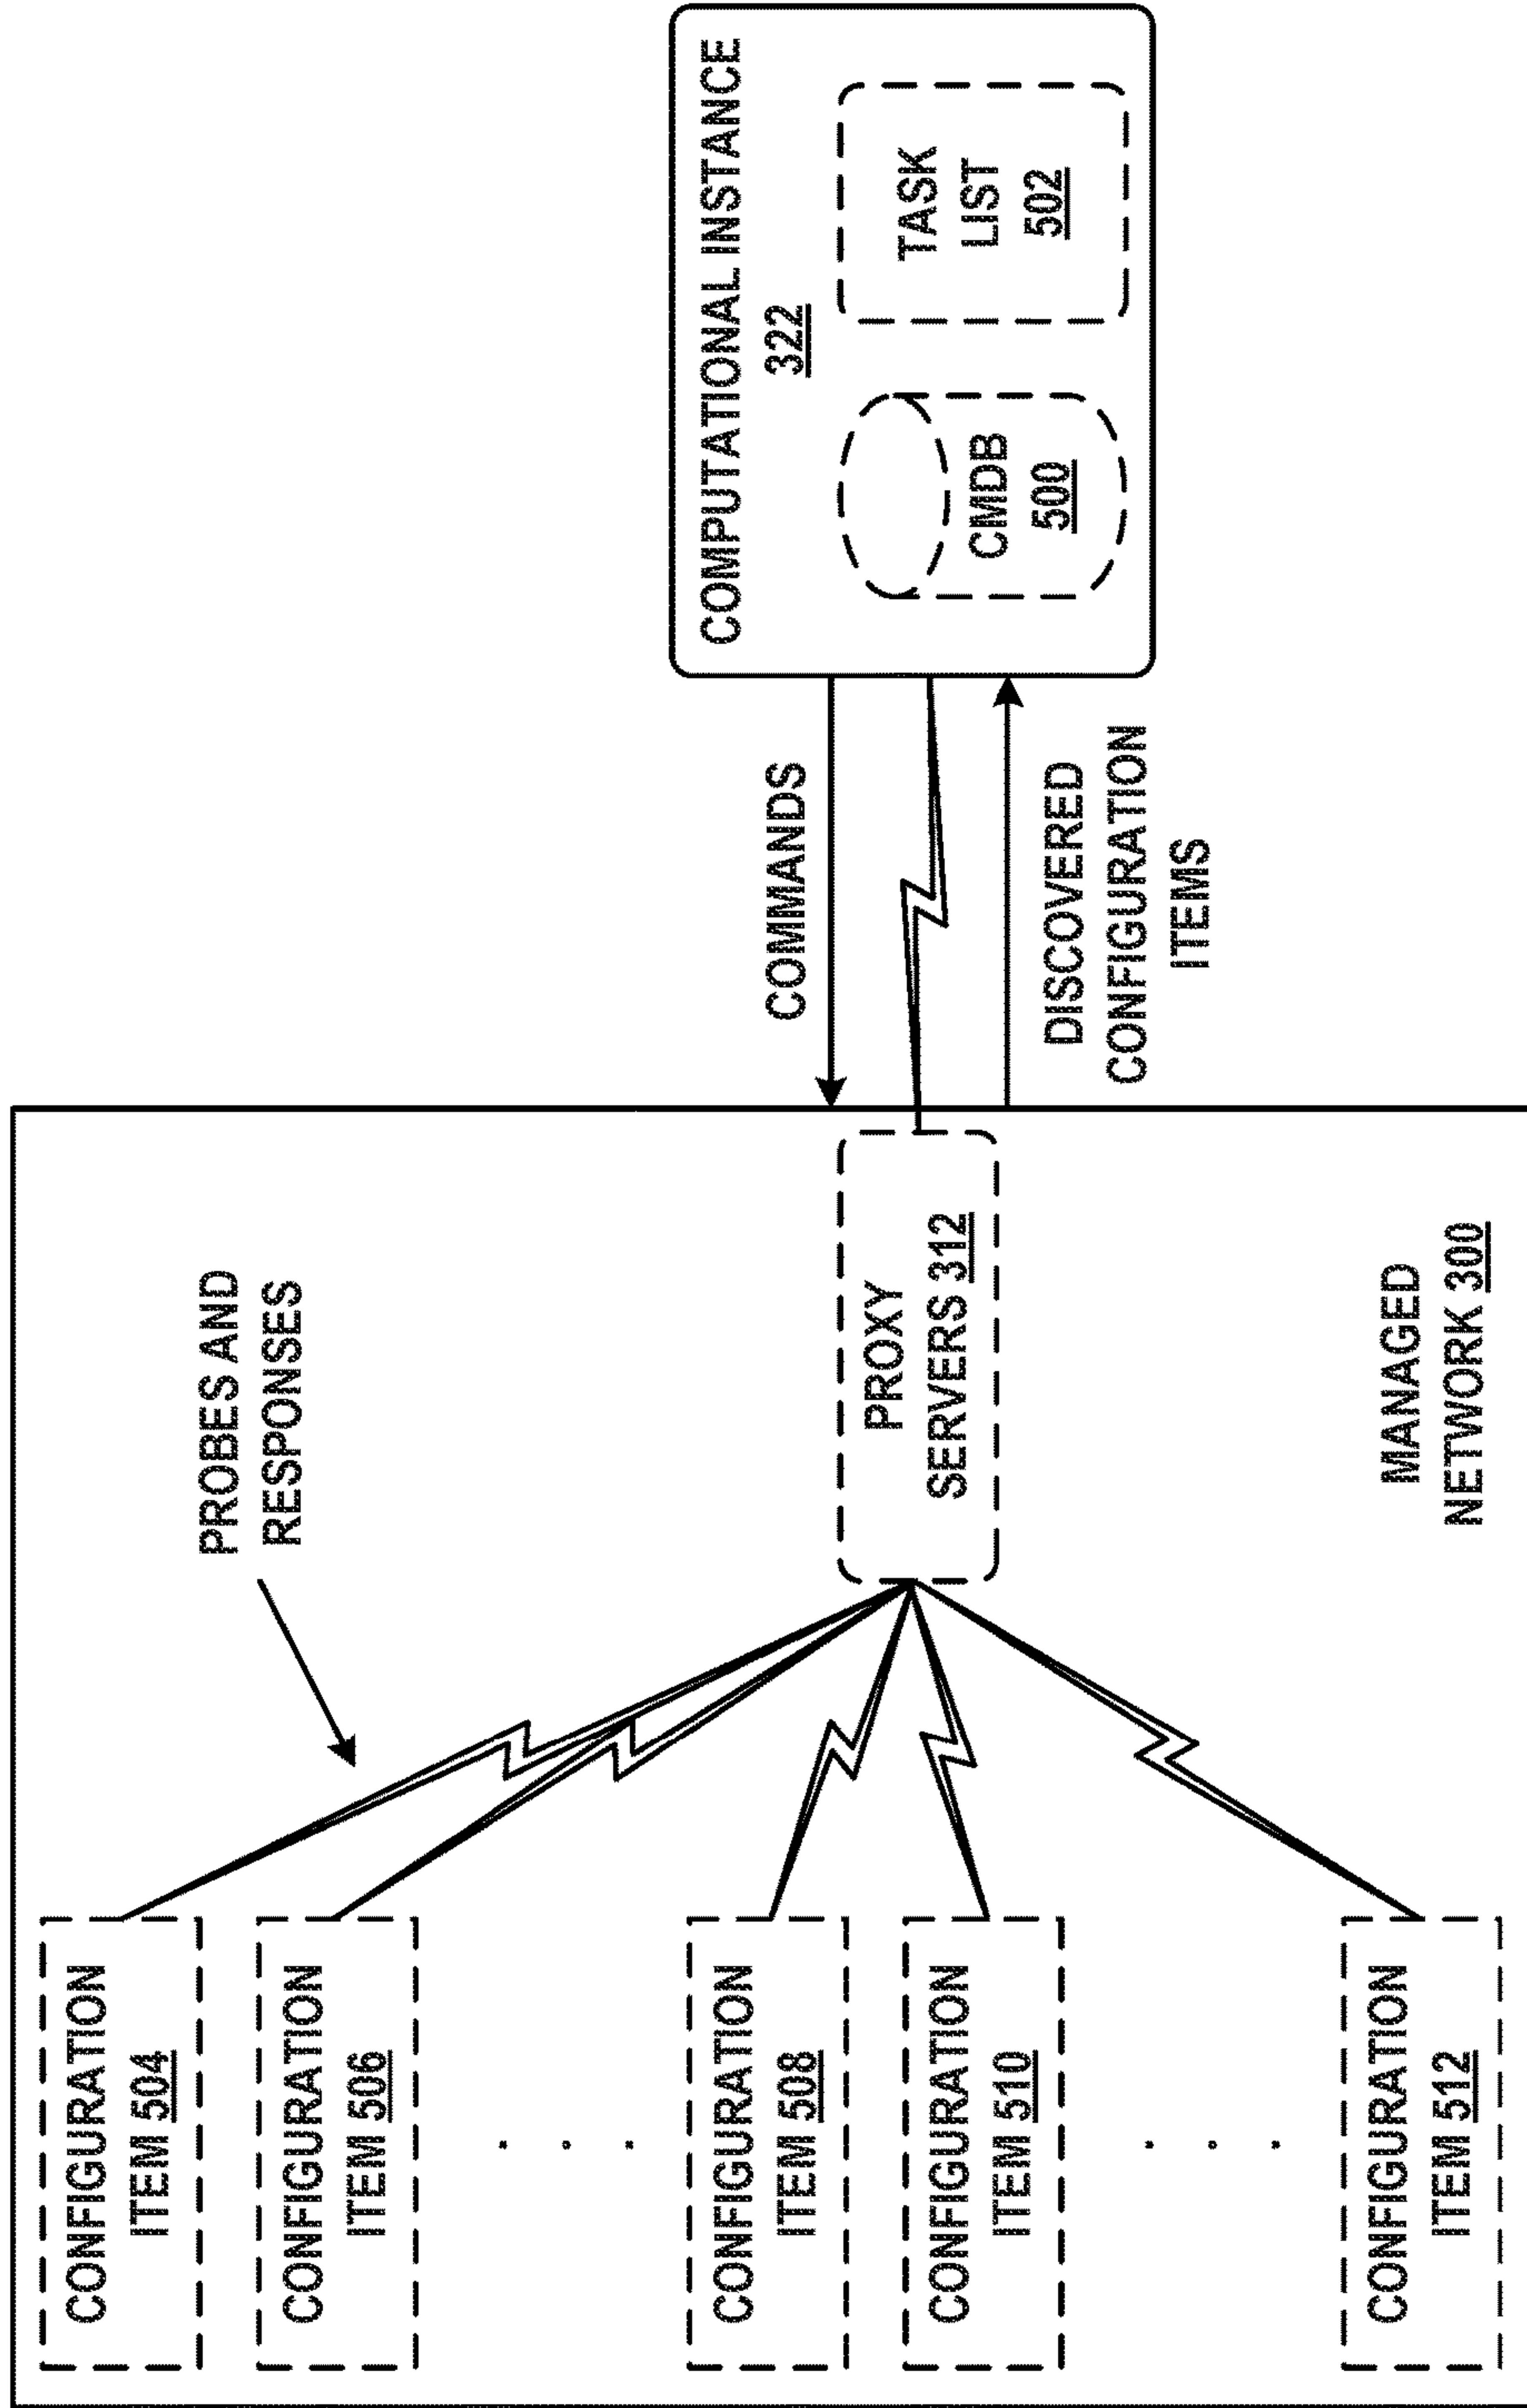 CONFIGURATION
ITEM 504
CONFIGURATION
ITEM 506
CONFIGURATION
ITEM 508
CONFIGURATION
ITEM 510
CONFIGURATION
ITEM 512
PROBES AND
RESPONSES
PROXY
SERVERS 312
MANAGED
NETWORK 300
COMMANDS
DISCOVERED
CONFIGURATION
ITEMS
COMPUTATIONAL INSTANCE
322
CMDB
500
TASK
LIST
502